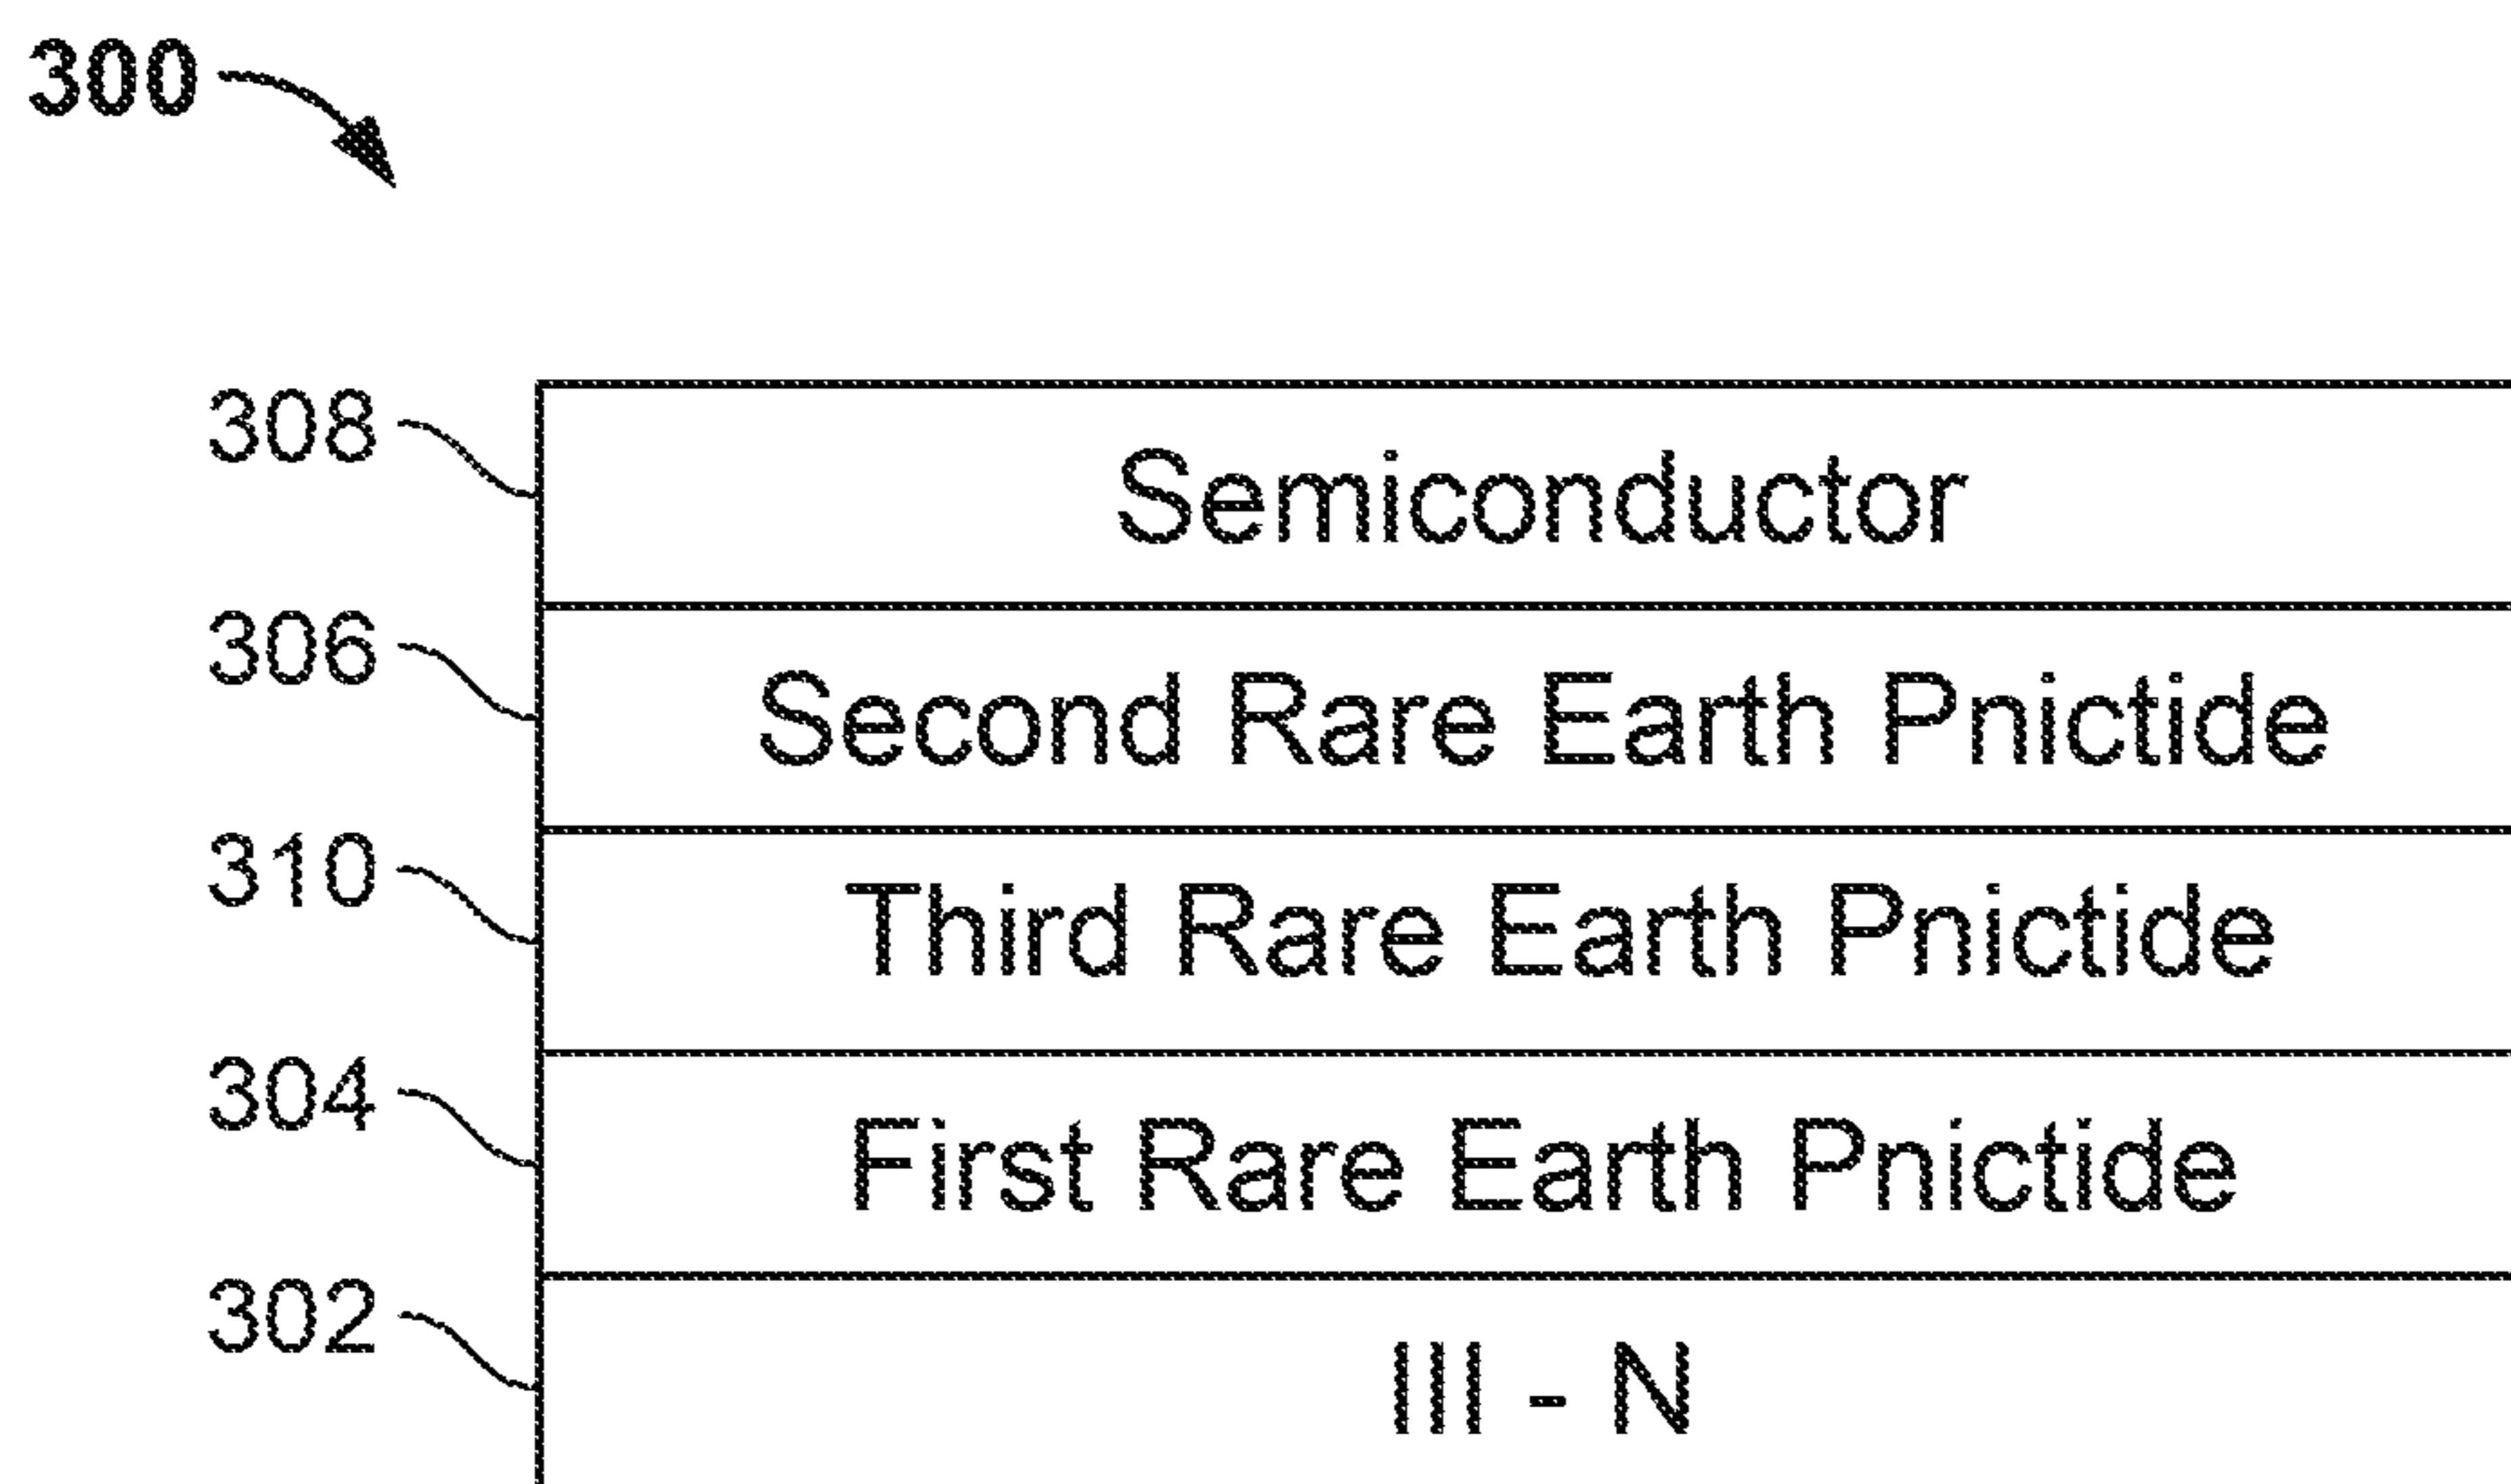 300
308 Semiconductor
306 Second Rare Earth Pnictide
310 Third Rare Earth Pnictide
304 First Rare Earth Pnictide
302 III - N